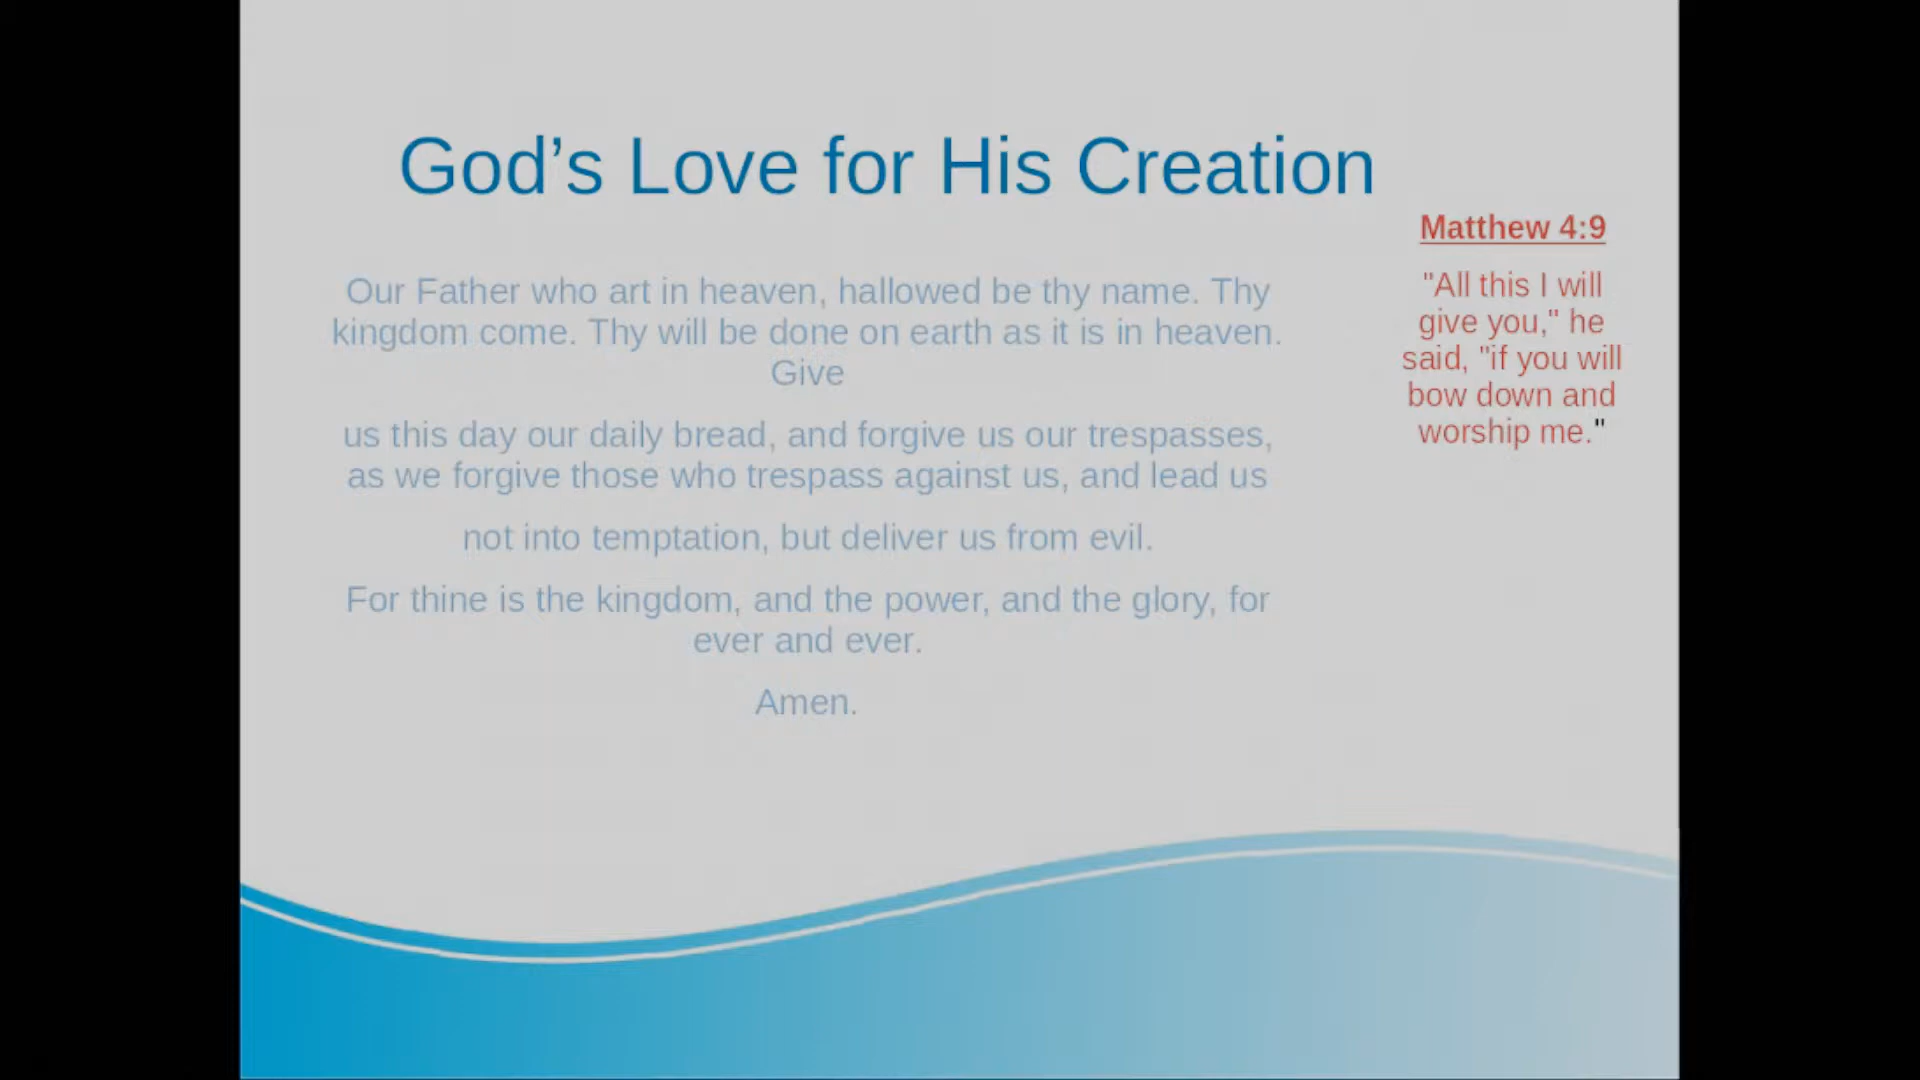 God’s Love for His Creation
Our Father who art in heaven, hallowed be thy name. Thy
kingdom come. Thy will be done on earth as it is in heaven.
Give
us this day our daily bread, and forgive us our trespasses,
as we forgive those who trespass against us, and lead us
not into temptation, but deliver us from evil.
For thine is the kingdom, and the power, and the glory, for
ever and ever.
Amen.
Matthew 4:9
"All this I will
give you," he
said, "if you will
bow down and
worship me."